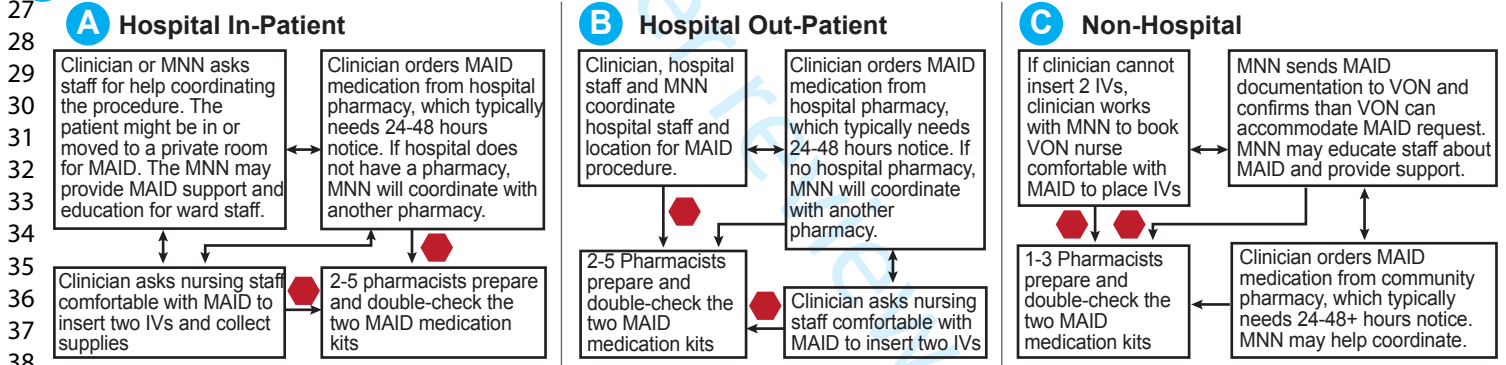 27
28
29
30
31
32
33
34
35
36
37
38
A Hospital In-Patient
Clinician or MNN asks
staff for help coordinating
the procedure. The
patient might be in or
moved to a private room
for MAID. The MNN may
provide MAID support and
education for ward staff.
Clinician orders MAID
medication from hospital
pharmacy, which typically
needs 24-48 hours
notice. If hospital does
not have a pharmacy,
MNN will coordinate with
another pharmacy.
Clinician asks nursing staff
comfortable with MAID to
insert two IVs and collect
supplies
2-5 pharmacists prepare
and double-check the
two MAID medication
kits
B Hospital Out-Patient
Clinician, hospital
staff and MNN
coordinate
hospital staff and
location for MAID
procedure.
Clinician orders MAID
medication from
hospital pharmacy,
which typically needs
24-48 hours notice. If
no hospital pharmacy,
MNN will coordinate
with another
pharmacy.
2-5 Pharmacists
prepare and
double-check the
two MAID
medication kits
Clinician asks nursing
staff comfortable with
MAID to insert two IVs
C Non-Hospital
If clinician cannot
insert 2 IVs,
clinician works
with MNN to book
VON nurse
comfortable with
MAID to place IVs
MNN sends MAID
documentation to VON and
confirms than VON can
accommodate MAID request.
MNN may educate staff about
MAID and provide support.
1-3 Pharmacists
prepare and
double-check the
two MAID
medication kits
Clinician orders MAID
medication from community
pharmacy, which typically
needs 24-48+ hours notice.
MNN may help coordinate.
er review